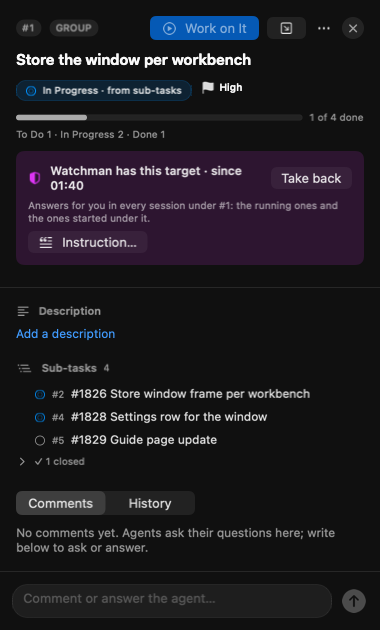 #1 GROUP Work on It
Store the window per workbench
In Progress · from sub-tasks High
1 of 4 done
To Do 1 · In Progress 2 · Done 1
Watchman has this target · since
01:40
Take back
Answers for you in every session under #1: the running ones and
the ones started under it.
Instruction...
Description
Add a description
Sub-tasks 4
#2 #1826 Store window frame per workbench
#4 #1828 Settings row for the window
#5 #1829 Guide page update
1 closed
Comments History
No comments yet. Agents ask their questions here; write
below to ask or answer.
Comment or answer the agent...